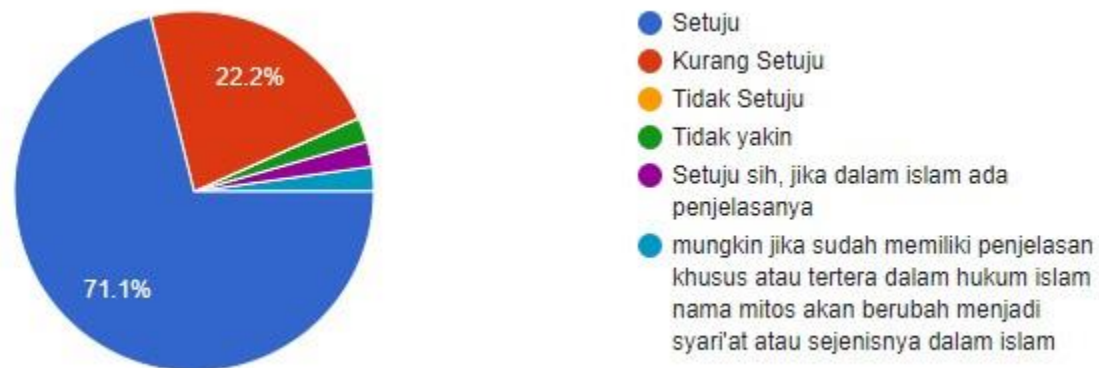 22.2%
71.1%
Setuju
Kurang Setuju
Tidak Setuju
Tidak yakin
Setuju sih, jika dalam islam ada
penjelasanya
mungkin jika sudah memiliki penjelasan
khusus atau tertera dalam hukum islam
nama mitos akan berubah menjadi
syari'at atau sejenisnya dalam islam